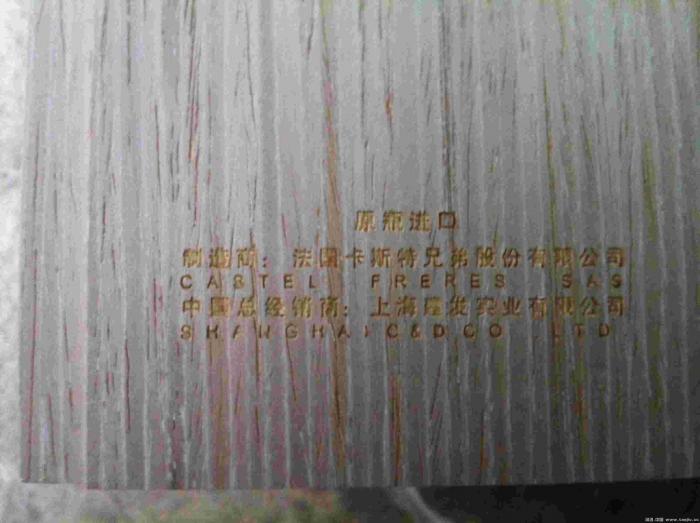 原瓶进口
制造商：法国卡斯特兄弟股份有限公司
CASTEL FRERES SAS
中国总经销商：上海 实业有限公司
SHANGHAI C&D CO LTD